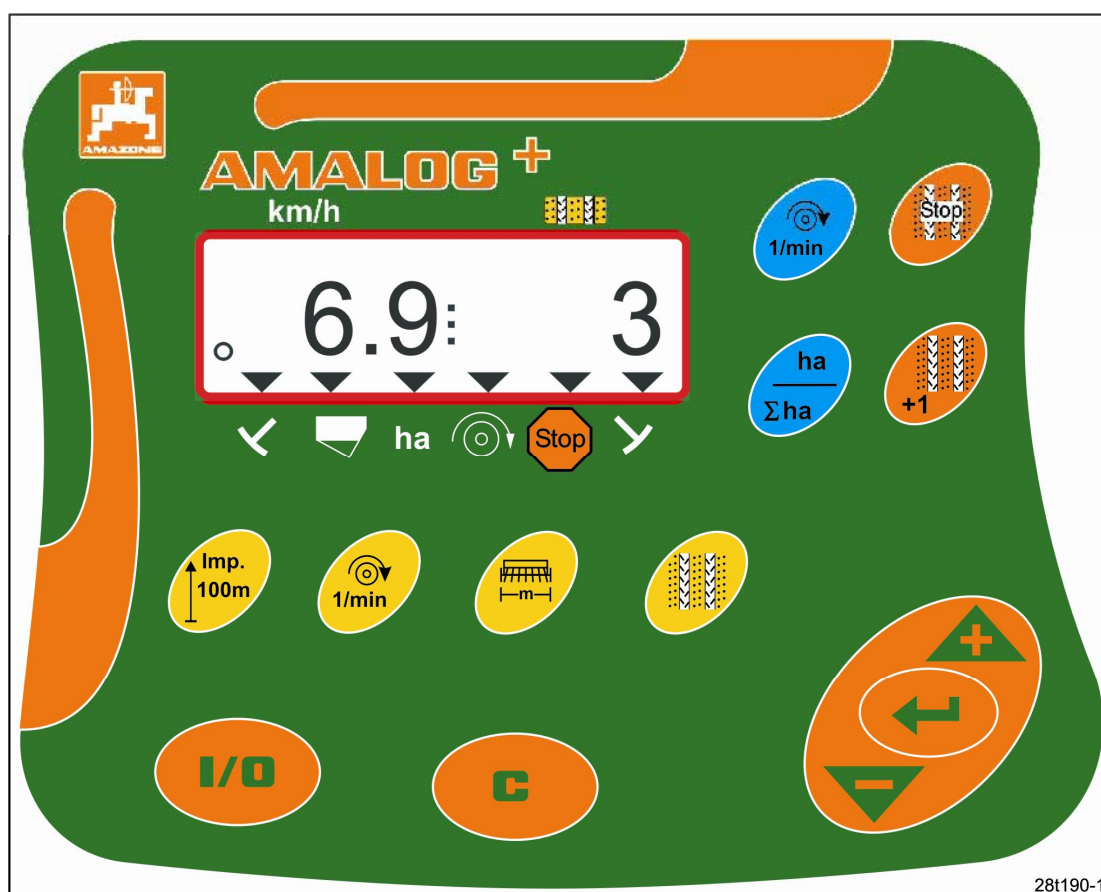 AMAZONE
AMALOG+
km/h
6.9 3
ha
Stop
1/min
Stop
ha
Σha
+1
Imp.
100m
1/min
m
I/O
C
+
-
28t190-1